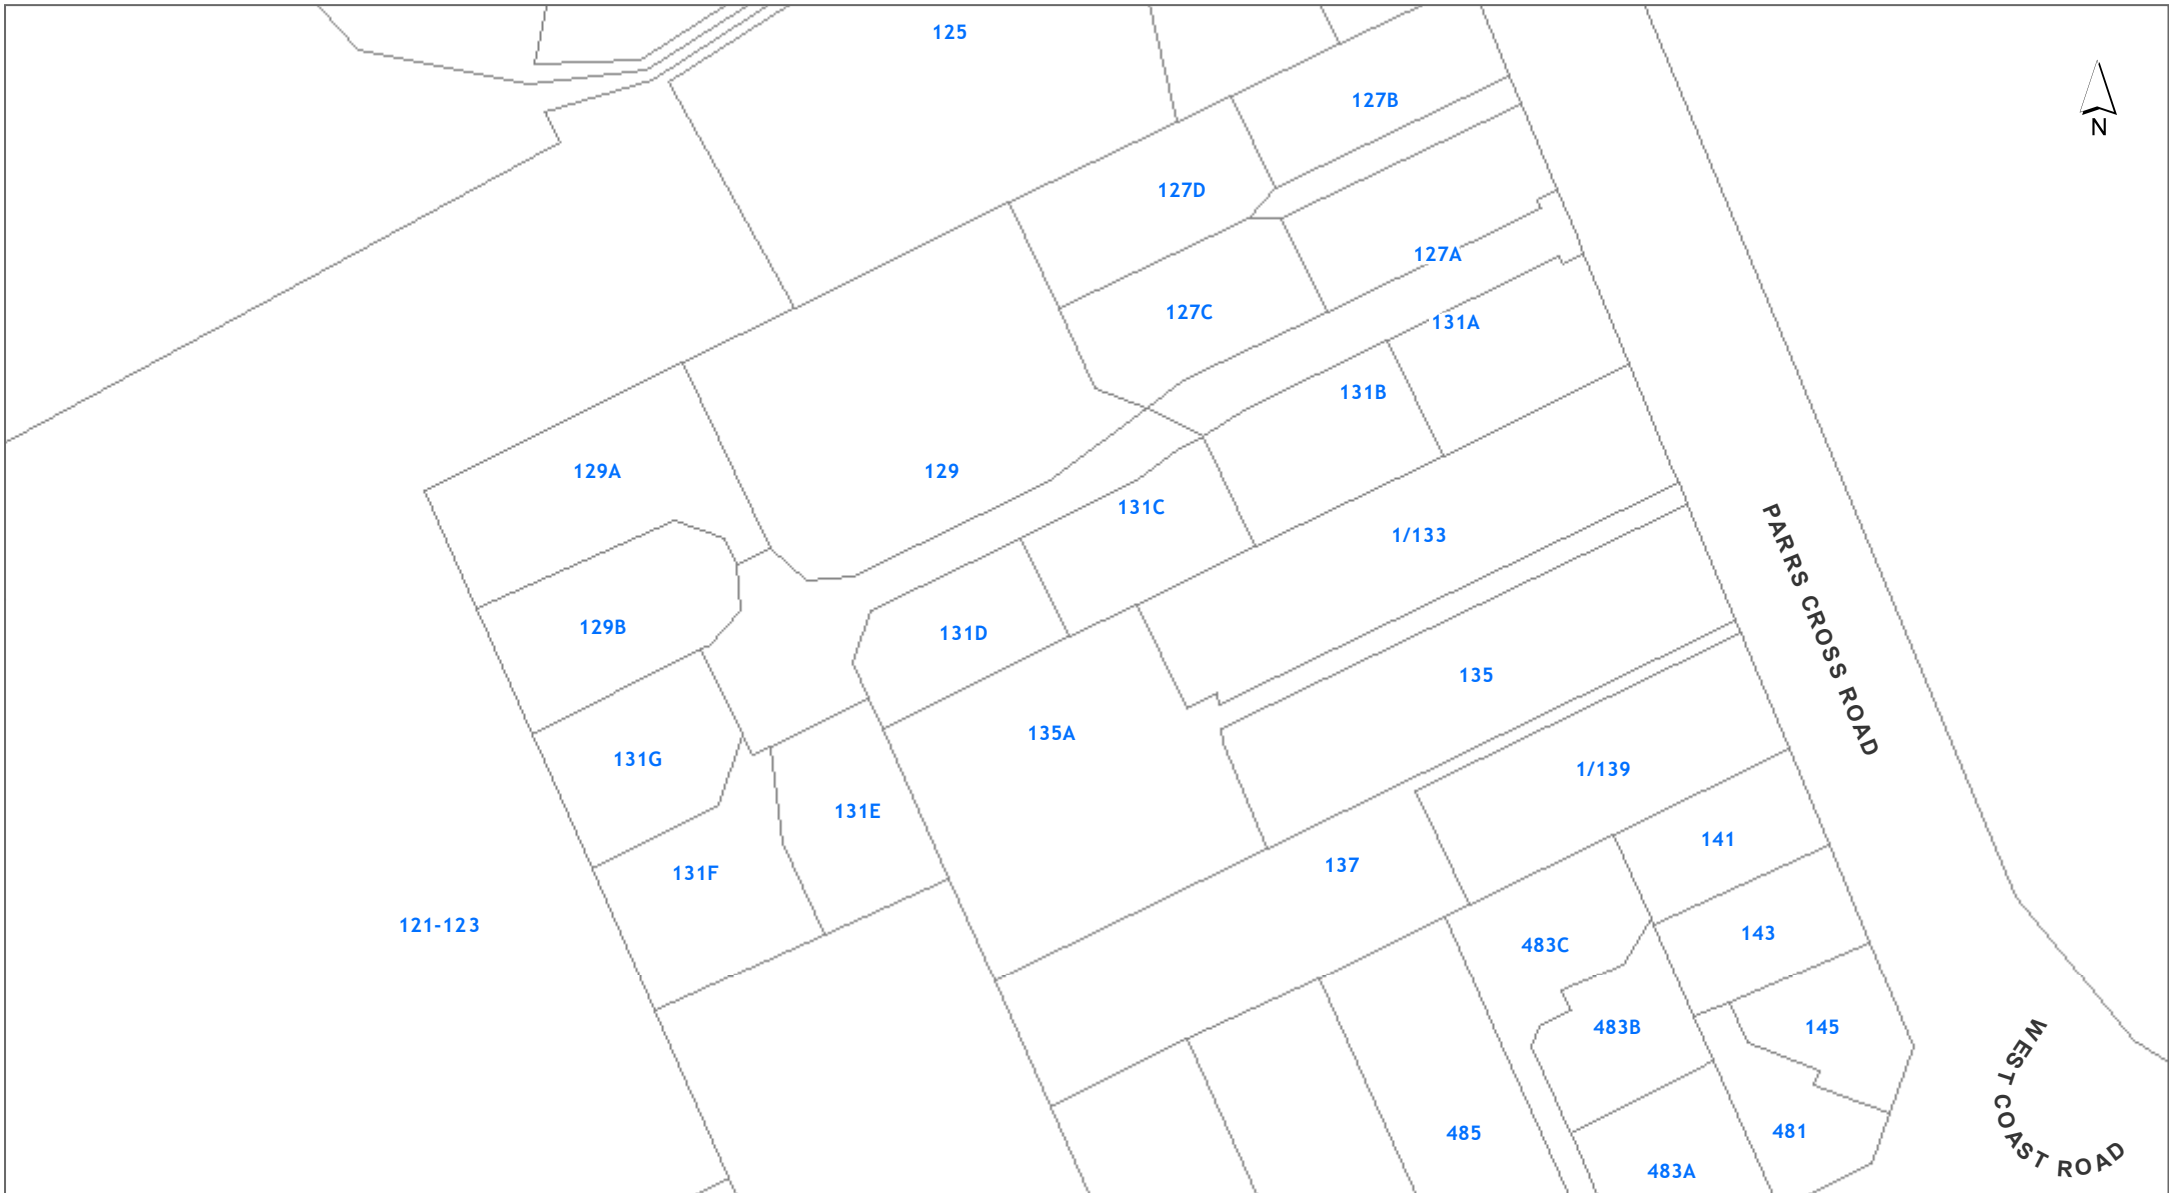 125
127B
N
127D
127A
127C
131A
131B
129A
129
131C
1/133
PARRS CROSS ROAD
129B
131D
135
135A
131G
1/139
131E
141
137
131F
121-123
143
483C
483B
145
WEST COAST ROAD
485
481
483A